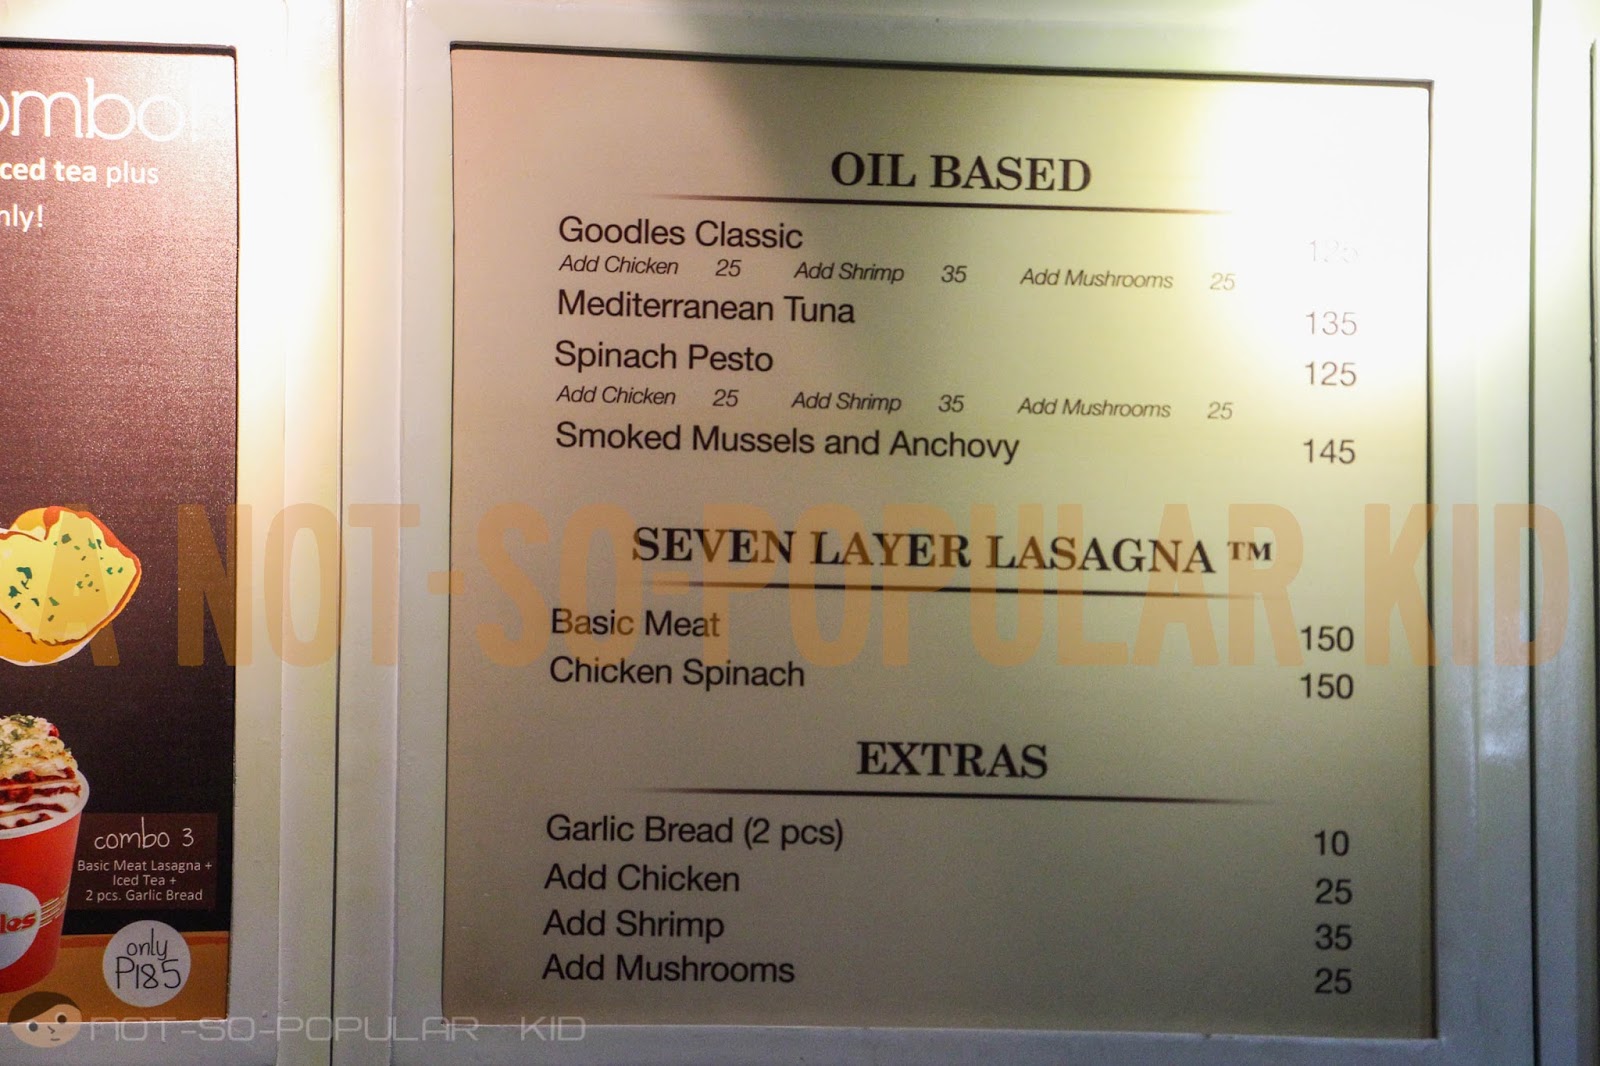 ombo
ced tea plus
nly!
combo 3
Basic Meat Lasagna +
Iced Tea +
2 pcs. Garlic Bread
only
P185
les
OIL BASED
Goodles Classic 125
Add Chicken 25 Add Shrimp 35 Add Mushrooms 25
Mediterranean Tuna 135
Spinach Pesto 125
Add Chicken 25 Add Shrimp 35 Add Mushrooms 25
Smoked Mussels and Anchovy 145
SEVEN LAYER LASAGNA ™
Basic Meat 150
Chicken Spinach 150
EXTRAS
Garlic Bread (2 pcs) 10
Add Chicken 25
Add Shrimp 35
Add Mushrooms 25
A NOT-SO-POPULAR KID
NOT-SO-POPULAR KID